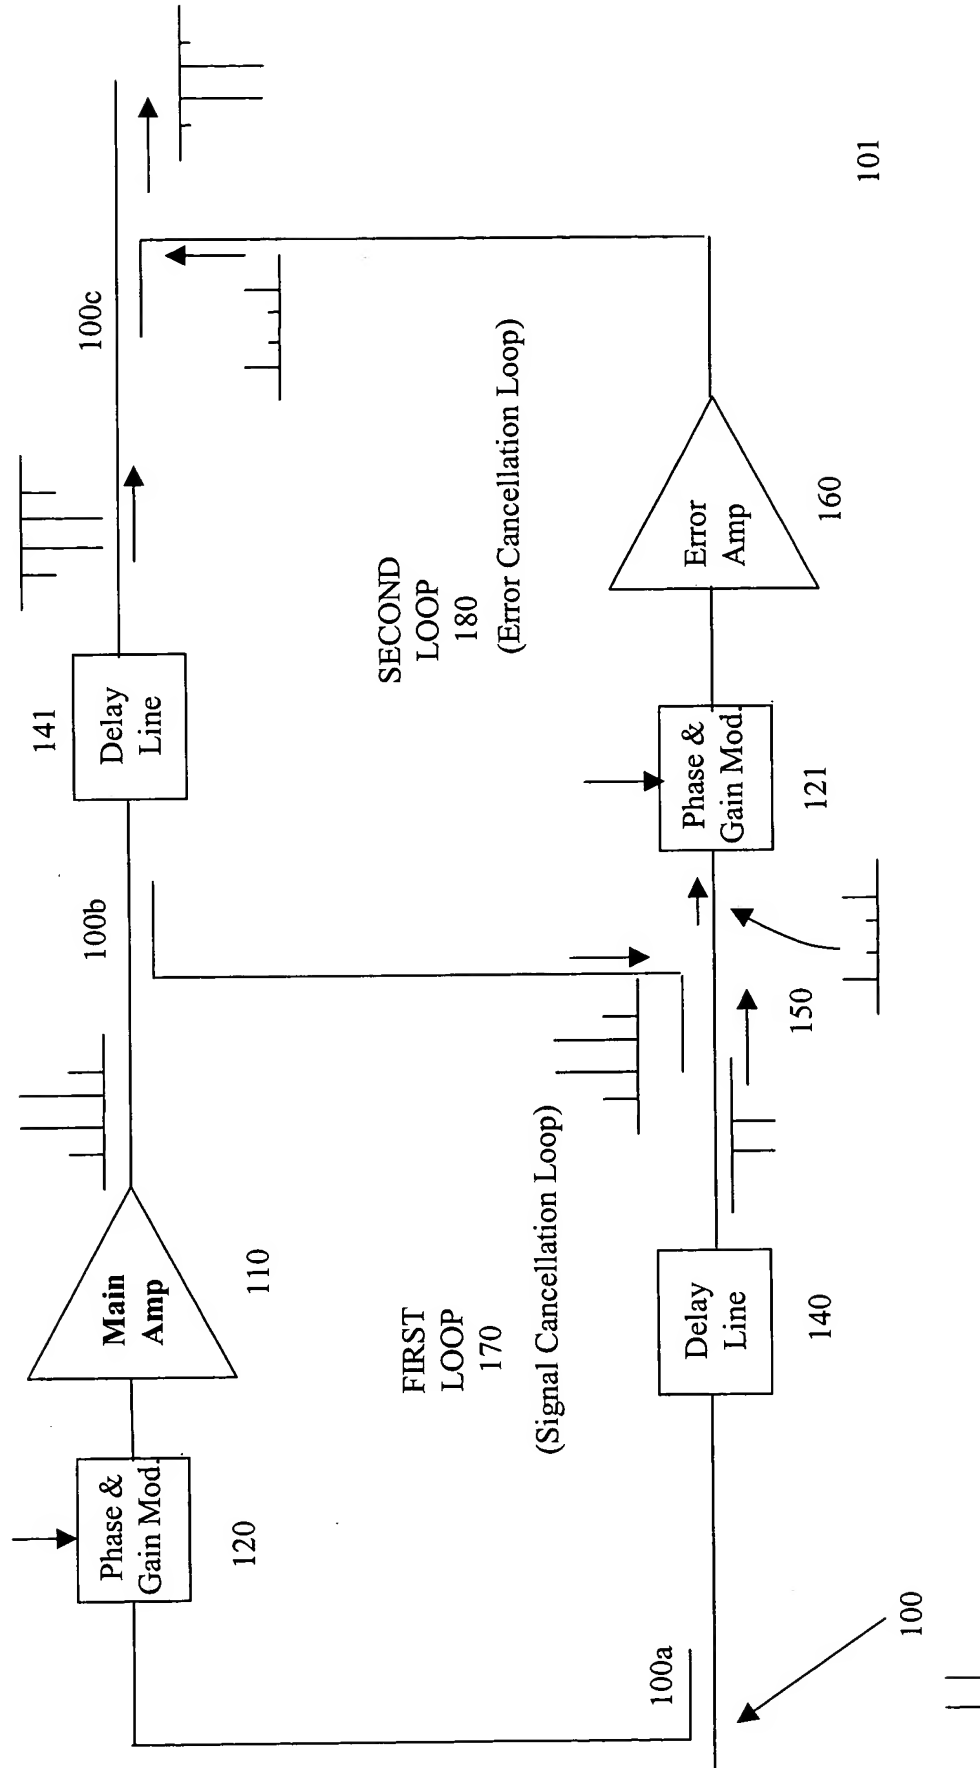 100c
101
141
Delay
Line
SECOND
LOOP
180
(Error Cancellation Loop)
Error
Amp
160
100b
Phase &
Gain Mod.
121
150
Main
Amp
110
FIRST
LOOP
170
(Signal Cancellation Loop)
Delay
Line
140
Phase &
Gain Mod.
120
100a
100